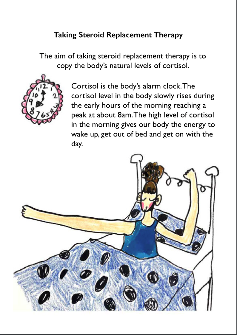 Taking Steroid Replacement Therapy
The aim of taking steroid replacement therapy is to
copy the body's natural levels of cortisol.
Cortisol is the body's alarm clock. The
cortisol level in the body slowly rises during
the early hours of the morning reaching a
peak at about 8am. The high level of cortisol
in the morning gives our body the energy to
wake up, get out of bed and get on with the
day.